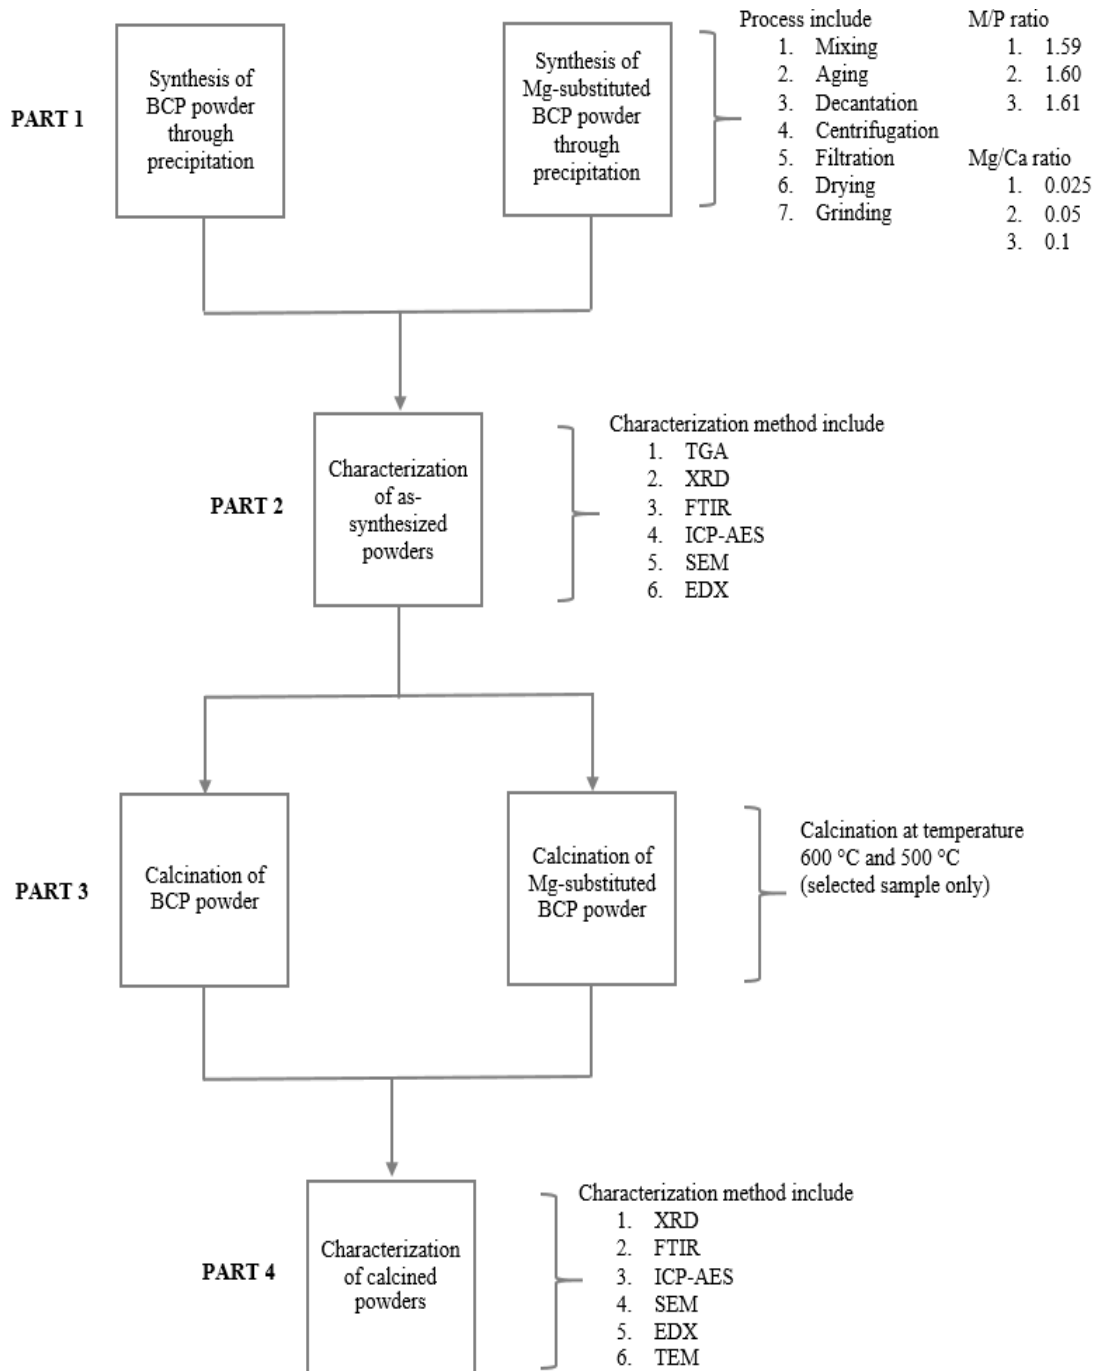 PART 1
Synthesis of
BCP powder
through
precipitation
Synthesis of
Mg-substituted
BCP powder
through
precipitation
Process include
1. Mixing
2. Aging
3. Decantation
4. Centrifugation
5. Filtration
6. Drying
7. Grinding
M/P ratio
1. 1.59
2. 1.60
3. 1.61
Mg/Ca ratio
1. 0.025
2. 0.05
3. 0.1
PART 2
Characterization
of as-
synthesized
powders
Characterization method include
1. TGA
2. XRD
3. FTIR
4. ICP-AES
5. SEM
6. EDX
PART 3
Calcination of
BCP powder
Calcination of
Mg-substituted
BCP powder
Calcination at temperature
600 °C and 500 °C
(selected sample only)
PART 4
Characterization
of calcined
powders
Characterization method include
1. XRD
2. FTIR
3. ICP-AES
4. SEM
5. EDX
6. TEM